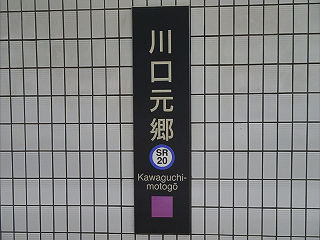 川口元郷
SR
20
Kawaguchi-
motogō